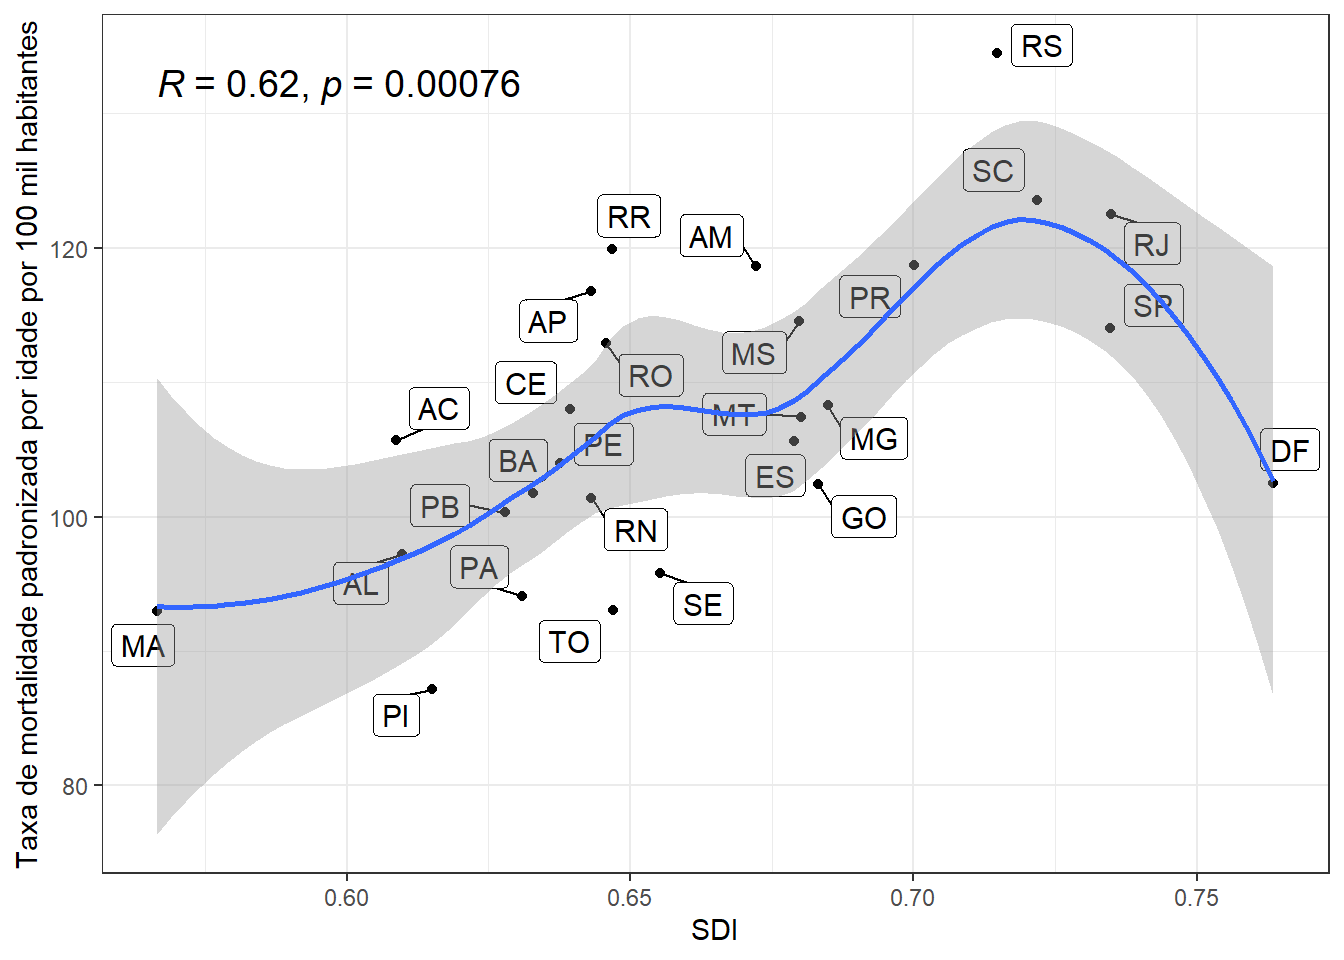 Taxa de mortalidade padronizada por idade por 100 mil habitantes
R = 0.62, p = 0.00076
RS
SC
RR
AM
RJ
120
PR
SP
AP
MS
RO
CE
AC
MT
MG
PE
DF
BA
ES
PB
GO
RN
100
PA
AL
SE
MA
TO
PI
80
0.60 0.65 0.70 0.75
SDI